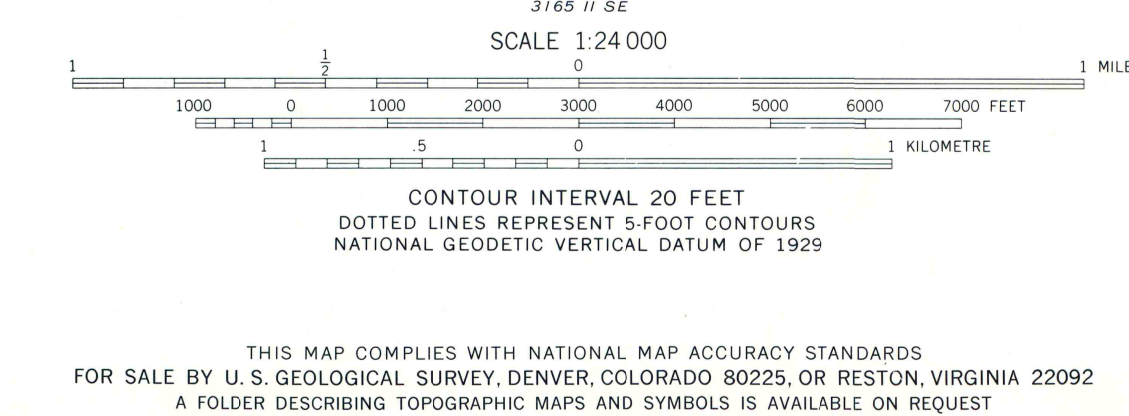 3165 II SE
SCALE 1:24 000
1 1/2 0 1 MILE
1000 0 1000 2000 3000 4000 5000 6000 7000 FEET
1 .5 0 1 KILOMETRE
CONTOUR INTERVAL 20 FEET
DOTTED LINES REPRESENT 5-FOOT CONTOURS
NATIONAL GEODETIC VERTICAL DATUM OF 1929
THIS MAP COMPLIES WITH NATIONAL MAP ACCURACY STANDARDS
FOR SALE BY U. S. GEOLOGICAL SURVEY, DENVER, COLORADO 80225, OR RESTON, VIRGINIA 22092
A FOLDER DESCRIBING TOPOGRAPHIC MAPS AND SYMBOLS IS AVAILABLE ON REQUEST